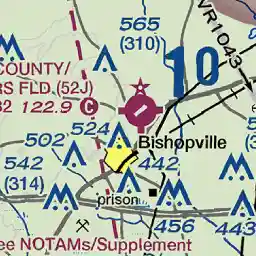 565
(310)
10
VR1043
COUNTY/
RS FLD (52J)
122.9 C
524
502
Bishopville
542
442
(314)
prison
456
443
See NOTAMs/Supplement